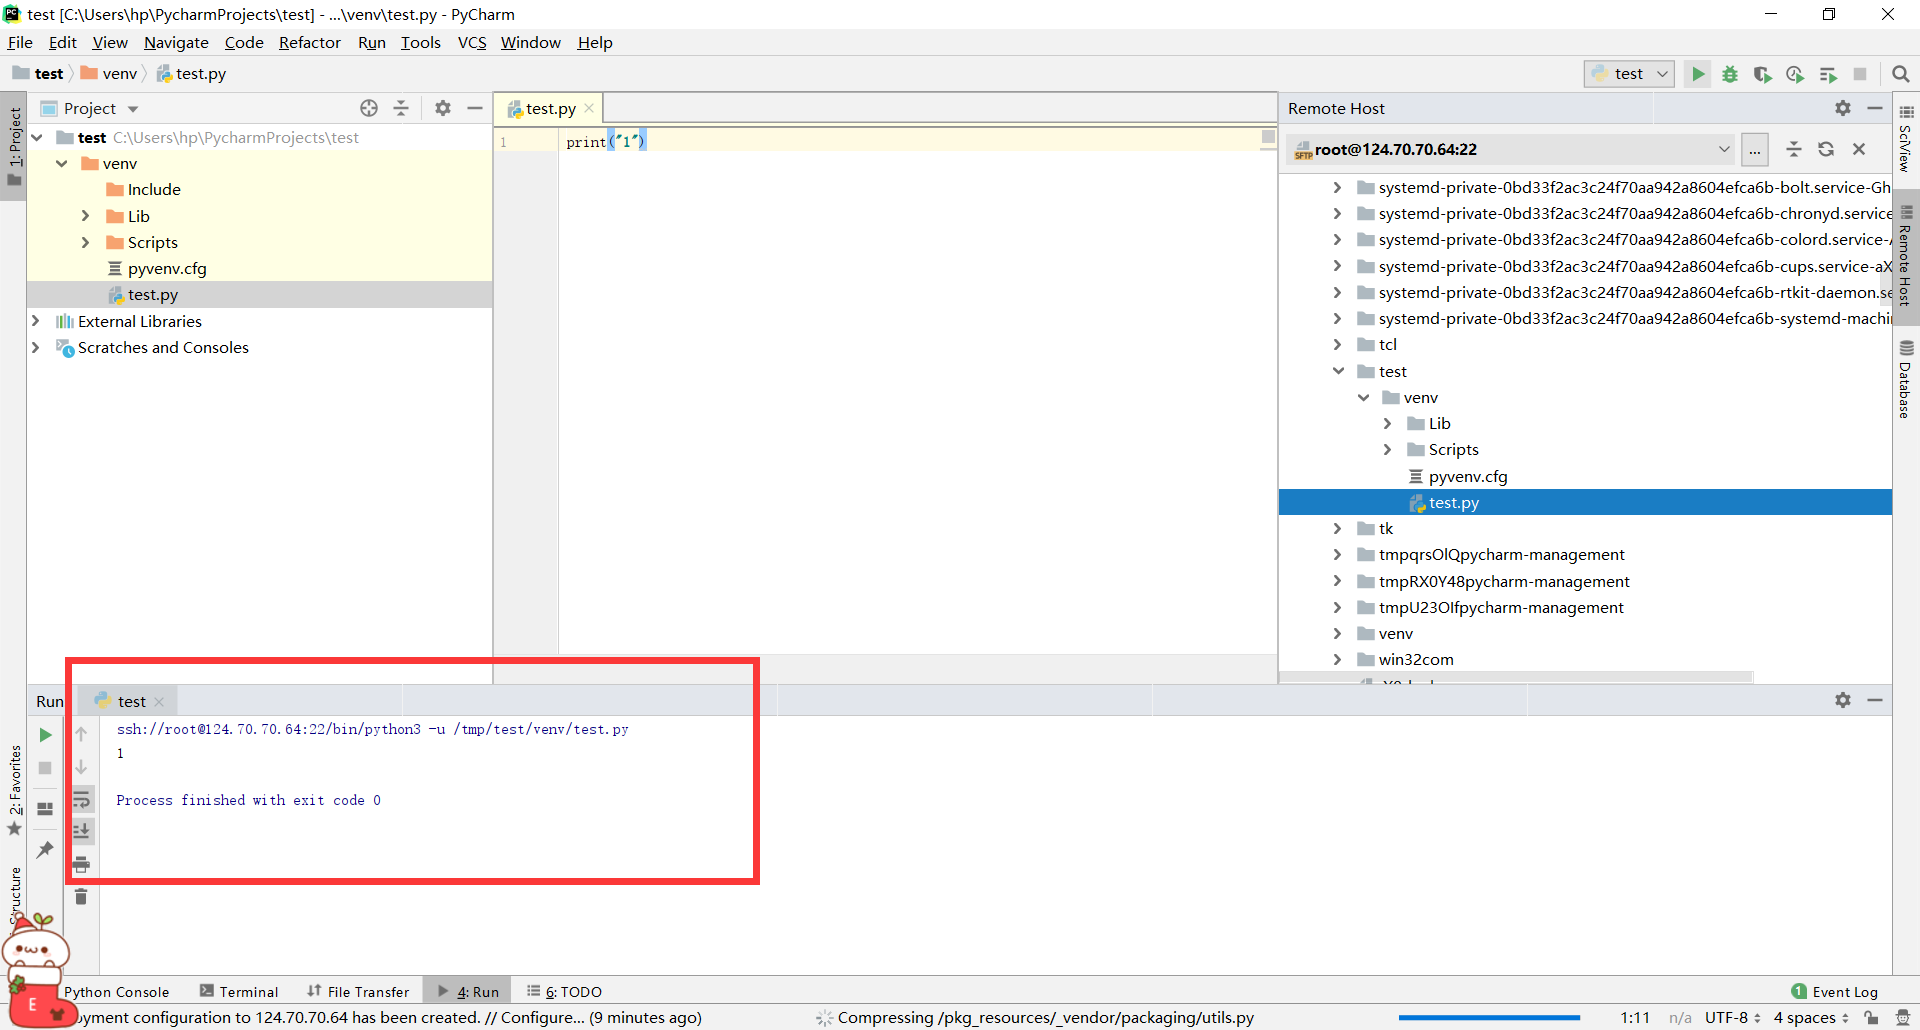 test [C:\Users\hp\PycharmProjects\test] - ...\venv\test.py - PyCharm
File Edit View Navigate Code Refactor Run Tools VCS Window Help
test venv test.py
test
1: Project
Project
test C:\Users\hp\PycharmProjects\test
venv
Include
Lib
Scripts
pyvenv.cfg
test.py
External Libraries
Scratches and Consoles
test.py
1 print("1")
Remote Host
root@124.70.70.64:22
...
systemd-private-0bd33f2ac3c24f70aa942a8604efca6b-bolt.service-Gh
systemd-private-0bd33f2ac3c24f70aa942a8604efca6b-chronyd.service
systemd-private-0bd33f2ac3c24f70aa942a8604efca6b-colord.service-
systemd-private-0bd33f2ac3c24f70aa942a8604efca6b-cups.service-aX
systemd-private-0bd33f2ac3c24f70aa942a8604efca6b-rtkit-daemon.se
systemd-private-0bd33f2ac3c24f70aa942a8604efca6b-systemd-machi
tcl
test
venv
Lib
Scripts
pyvenv.cfg
test.py
tk
tmpqrsOlQpycharm-management
tmpRX0Y48pycharm-management
tmpU23OIfpycharm-management
venv
win32com
SciView
Remote Host
Database
Run test
ssh://root@124.70.70.64:22/bin/python3 -u /tmp/test/venv/test.py
1
Process finished with exit code 0
2: Favorites
Structure
E
Python Console Terminal File Transfer 4: Run 6: TODO 1 Event Log
oyment configuration to 124.70.70.64 has been created. // Configure... (9 minutes ago) Compressing /pkg_resources/_vendor/packaging/utils.py 1:11 n/a UTF-8 4 spaces